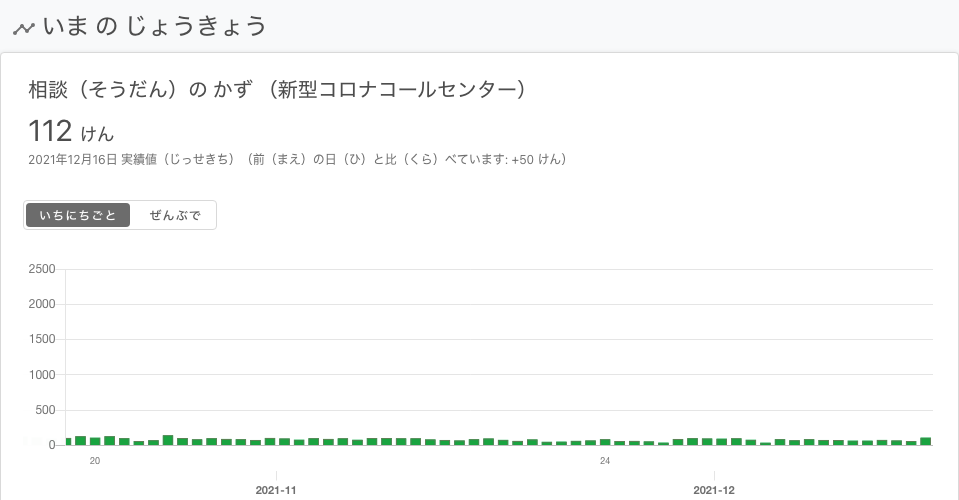 いま の じょうきょう
相談（そうだん）の かず （新型コロナコールセンター）
112 けん
2021年12月16日 実績値（じっせきち）（前（まえ）の日（ひ）と比（くら）べています: +50 けん）
いちにちごと ぜんぶで
2500
2000
1500
1000
500
0
20 24
2021-11 2021-12